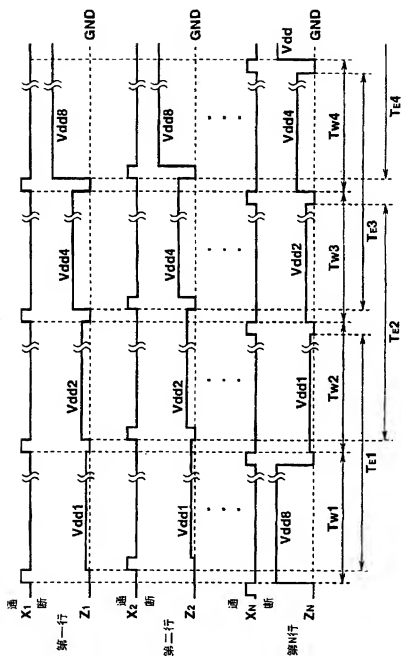 X1 通
断
第一行
Vdd1 Vdd2 Vdd4 Vdd8
Z1 GND
X2 通
断
第二行
Vdd1 Vdd2 Vdd4 Vdd8
Z2 GND
. . . . . . . . . . . .
XN 通
断
第N行
Vdd8 Vdd1 Vdd2 Vdd4 Vdd
ZN GND
TW1 TW2 TW3 TW4
TE1 TE3
TE2 TE4